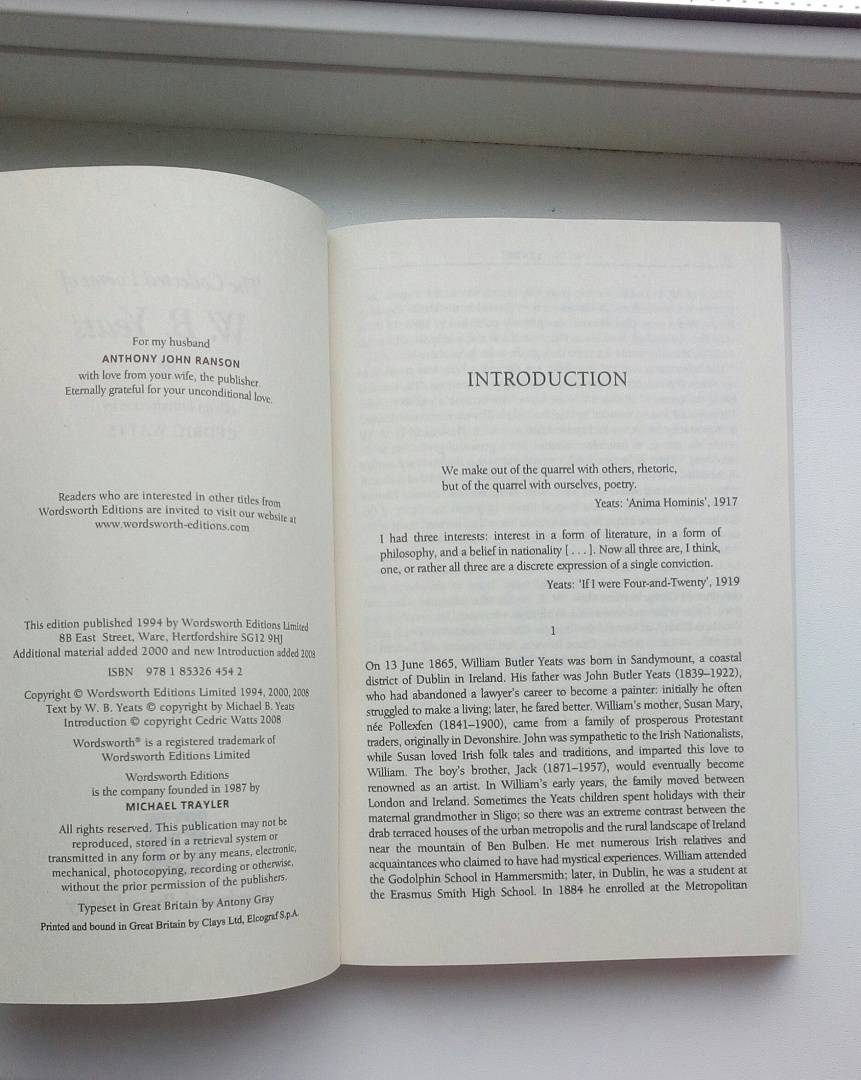 For my husband
ANTHONY JOHN RANSON
with love from your wife, the publisher.
Eternally grateful for your unconditional love.
Readers who are interested in other titles from
Wordsworth Editions are invited to visit our website at
www.wordsworth-editions.com
This edition published 1994 by Wordsworth Editions Limited
8B East Street, Ware, Hertfordshire SG12 9HJ
Additional material added 2000 and new Introduction added 2008
ISBN 978 1 85326 454 2
Copyright © Wordsworth Editions Limited 1994, 2000, 2008
Text by W. B. Yeats © copyright by Michael B. Yeats
Introduction © copyright Cedric Watts 2008
Wordsworth® is a registered trademark of
Wordsworth Editions Limited
Wordsworth Editions
is the company founded in 1987 by
MICHAEL TRAYLER
All rights reserved. This publication may not be
reproduced, stored in a retrieval system or
transmitted in any form or by any means, electronic,
mechanical, photocopying, recording or otherwise,
without the prior permission of the publishers.
Typeset in Great Britain by Antony Gray
Printed and bound in Great Britain by Clays Ltd, Elcograf S.p.A.
INTRODUCTION
We make out of the quarrel with others, rhetoric,
but of the quarrel with ourselves, poetry.
Yeats: 'Anima Hominis', 1917
I had three interests: interest in a form of literature, in a form of
philosophy, and a belief in nationality [ . . . ]. Now all three are, I think,
one, or rather all three are a discrete expression of a single conviction.
Yeats: 'If I were Four-and-Twenty', 1919
1
On 13 June 1865, William Butler Yeats was born in Sandymount, a coastal
district of Dublin in Ireland. His father was John Butler Yeats (1839–1922),
who had abandoned a lawyer's career to become a painter: initially he often
struggled to make a living; later, he fared better. William's mother, Susan Mary,
née Pollexfen (1841–1900), came from a family of prosperous Protestant
traders, originally in Devonshire. John was sympathetic to the Irish Nationalists,
while Susan loved Irish folk tales and traditions, and imparted this love to
William. The boy's brother, Jack (1871–1957), would eventually become
renowned as an artist. In William's early years, the family moved between
London and Ireland. Sometimes the Yeats children spent holidays with their
maternal grandmother in Sligo; so there was an extreme contrast between the
drab terraced houses of the urban metropolis and the rural landscape of Ireland
near the mountain of Ben Bulben. He met numerous Irish relatives and
acquaintances who claimed to have had mystical experiences. William attended
the Godolphin School in Hammersmith; later, in Dublin, he was a student at
the Erasmus Smith High School. In 1884 he enrolled at the Metropolitan